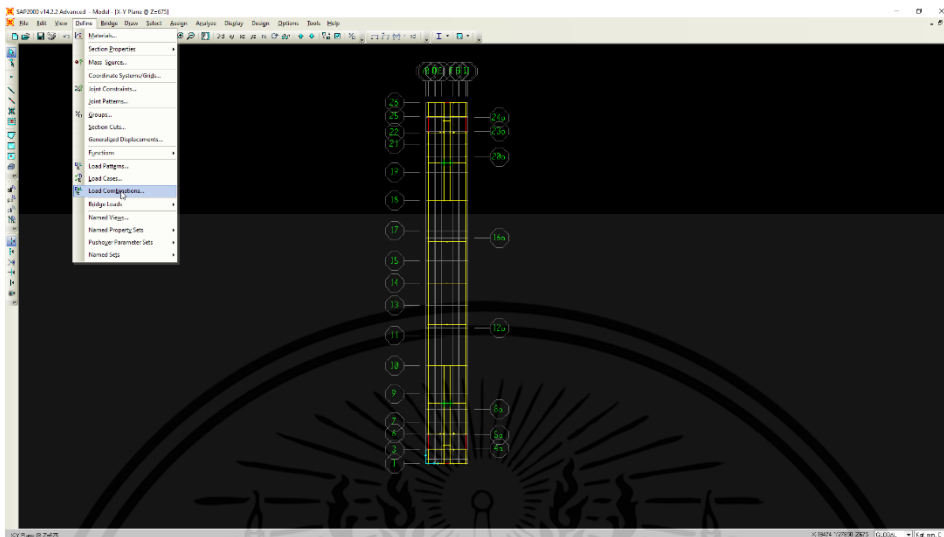 SAP2000 v14.2.2 Advanced - Model - [X-Y Plane @ Z=675]
File Edit View Define Bridge Draw Select Assign Analyze Display Design Options Tools Help
Materials...
Section Properties
Mass Source...
Coordinate Systems/Grids...
Joint Constraints...
Joint Patterns...
Groups...
Section Cuts...
Generalized Displacements...
Functions
Load Patterns...
Load Cases...
Load Combinations...
Bridge Loads
Named Views...
Named Property Sets
Pushover Parameter Sets
Named Sets
26
25
24a
22
23a
21
20a
19
18
17
16a
15
14
13
12a
11
10
9
8a
5a
3
4a
1
X-Y Plane @ Z=675
GLOBAL